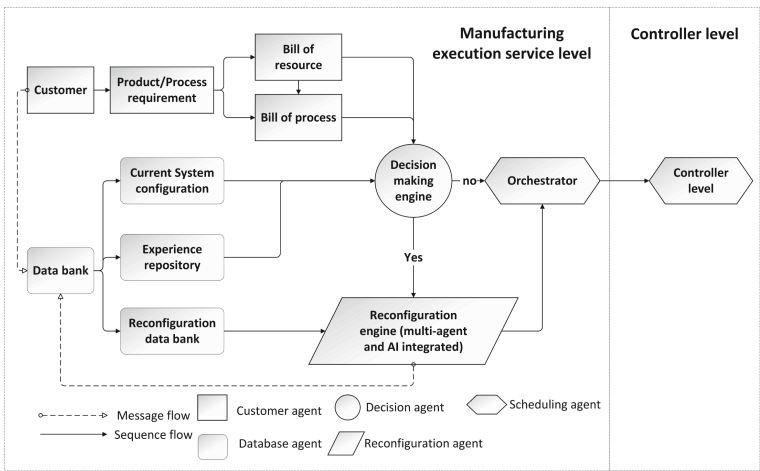 Manufacturing
execution service level
Controller level
Bill of
resource
Customer
Product/Process
requirement
Bill of process
Current System
configuration
Decision
making
engine
no
Orchestrator
Controller
level
Experience
repository
Data bank
Yes
Reconfiguration
data bank
Reconfiguration
engine (multi-agent
and AI integrated)
Message flow
Customer agent
Decision agent
Scheduling agent
Sequence flow
Database agent
Reconfiguration agent